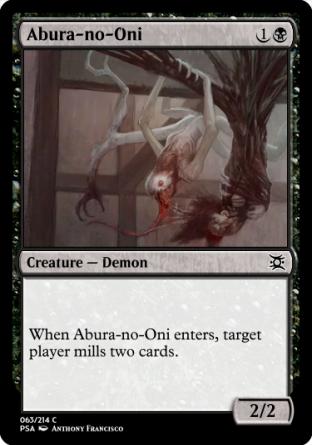 Abura-no-Oni 1
Creature — Demon
When Abura-no-Oni enters, target
player mills two cards.
2/2
063/214 C
PSA Anthony Francisco